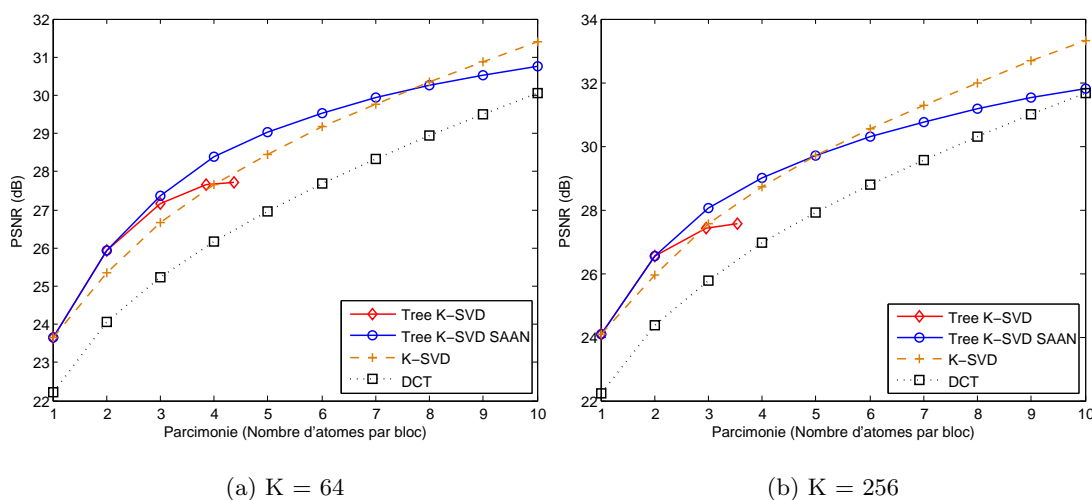 32
31
30
29
28
27
26
25
24
23
22
PSNR (dB)
1 2 3 4 5 6 7 8 9 10
Parcimonie (Nombre d'atomes par bloc)
Tree K−SVD
Tree K−SVD SAAN
K−SVD
DCT
(a) K = 64
34
32
30
28
26
24
22
PSNR (dB)
1 2 3 4 5 6 7 8 9 10
Parcimonie (Nombre d'atomes par bloc)
Tree K−SVD
Tree K−SVD SAAN
K−SVD
DCT
(b) K = 256